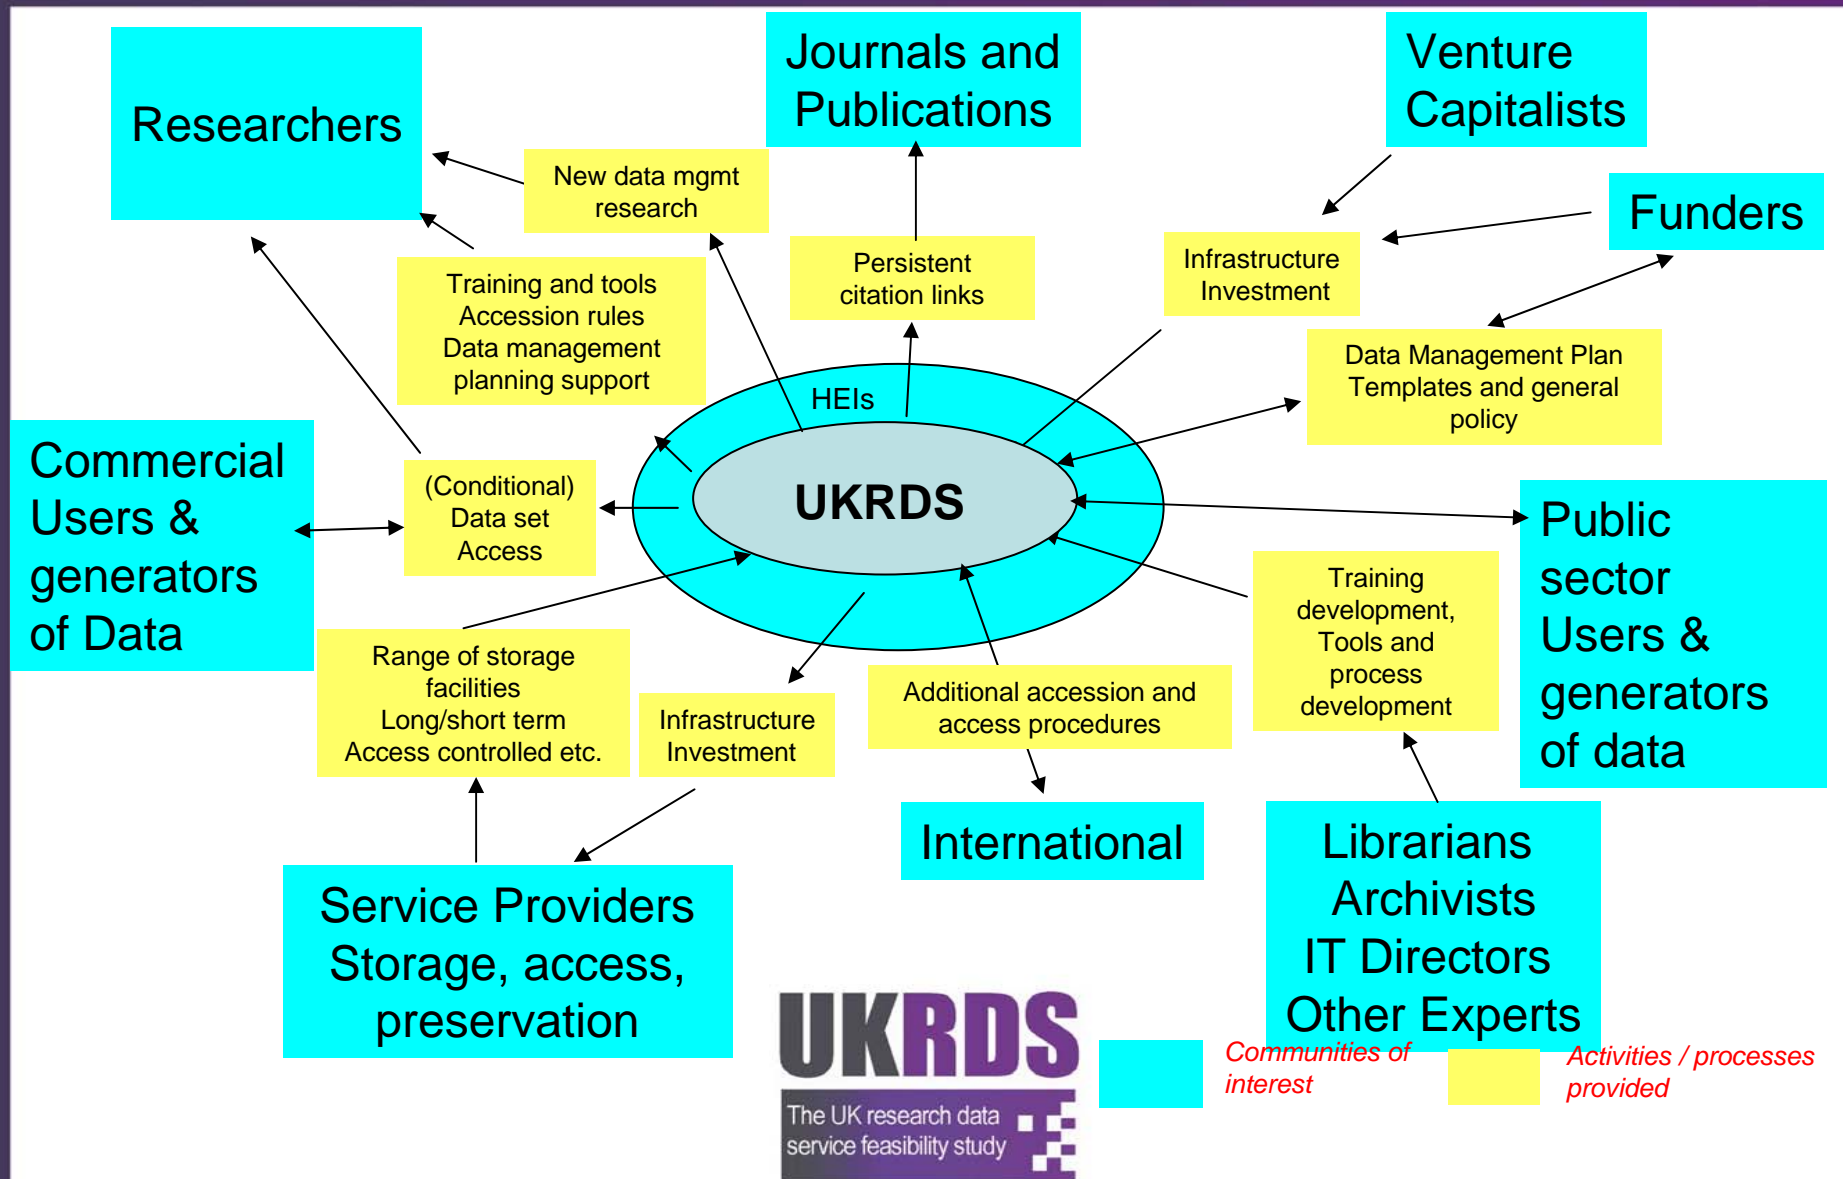 Researchers
Journals and
Publications
Venture
Capitalists
Funders
New data mgmt
research
Persistent
citation links
Infrastructure
Investment
Training and tools
Accession rules
Data management
planning support
Data Management Plan
Templates and general
policy
HEIs
UKRDS
Commercial
Users &
generators
of Data
(Conditional)
Data set
Access
Public
sector
Users &
generators
of data
Training
development,
Tools and
process
development
Range of storage
facilities
Long/short term
Access controlled etc.
Infrastructure
Investment
Additional accession and
access procedures
International
Service Providers
Storage, access,
preservation
Librarians
Archivists
IT Directors
Other Experts
UKRDS
The UK research data
service feasibility study
Communities of
interest
Activities / processes
provided